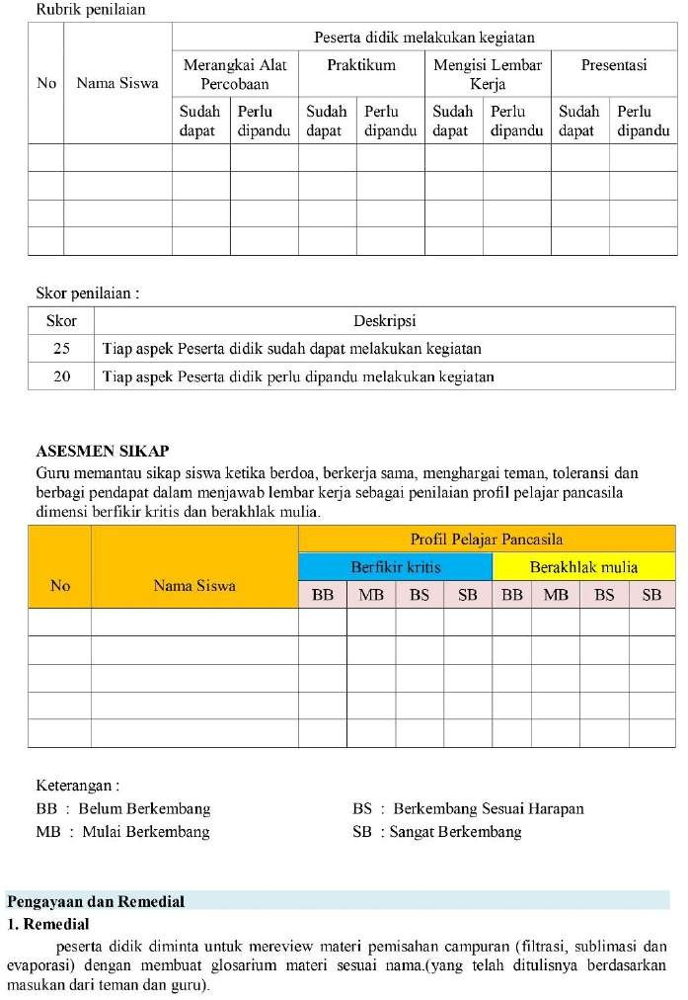 Rubrik penilaian
Peserta didik melakukan kegiatan
No Nama Siswa Merangkai Alat Percobaan Praktikum Mengisi Lembar Kerja Presentasi
Sudah dapat Perlu dipandu Sudah dapat Perlu dipandu Sudah dapat Perlu dipandu Sudah dapat Perlu dipandu
Skor penilaian :
Skor Deskripsi
25 Tiap aspek Peserta didik sudah dapat melakukan kegiatan
20 Tiap aspek Peserta didik perlu dipandu melakukan kegiatan
ASESMEN SIKAP
Guru memantau sikap siswa ketika berdoa, berkerja sama, menghargai teman, toleransi dan
berbagi pendapat dalam menjawab lembar kerja sebagai penilaian profil pelajar pancasila
dimensi berfikir kritis dan berakhlak mulia.
Profil Pelajar Pancasila
No Nama Siswa Berfikir kritis Berakhlak mulia
BB MB BS SB BB MB BS SB
Keterangan :
BB : Belum Berkembang BS : Berkembang Sesuai Harapan
MB : Mulai Berkembang SB : Sangat Berkembang
Pengayaan dan Remedial
1. Remedial
peserta didik diminta untuk mereview materi pemisahan campuran (filtrasi, sublimasi dan
evaporasi) dengan membuat glosarium materi sesuai nama.(yang telah ditulisnya berdasarkan
masukan dari teman dan guru).